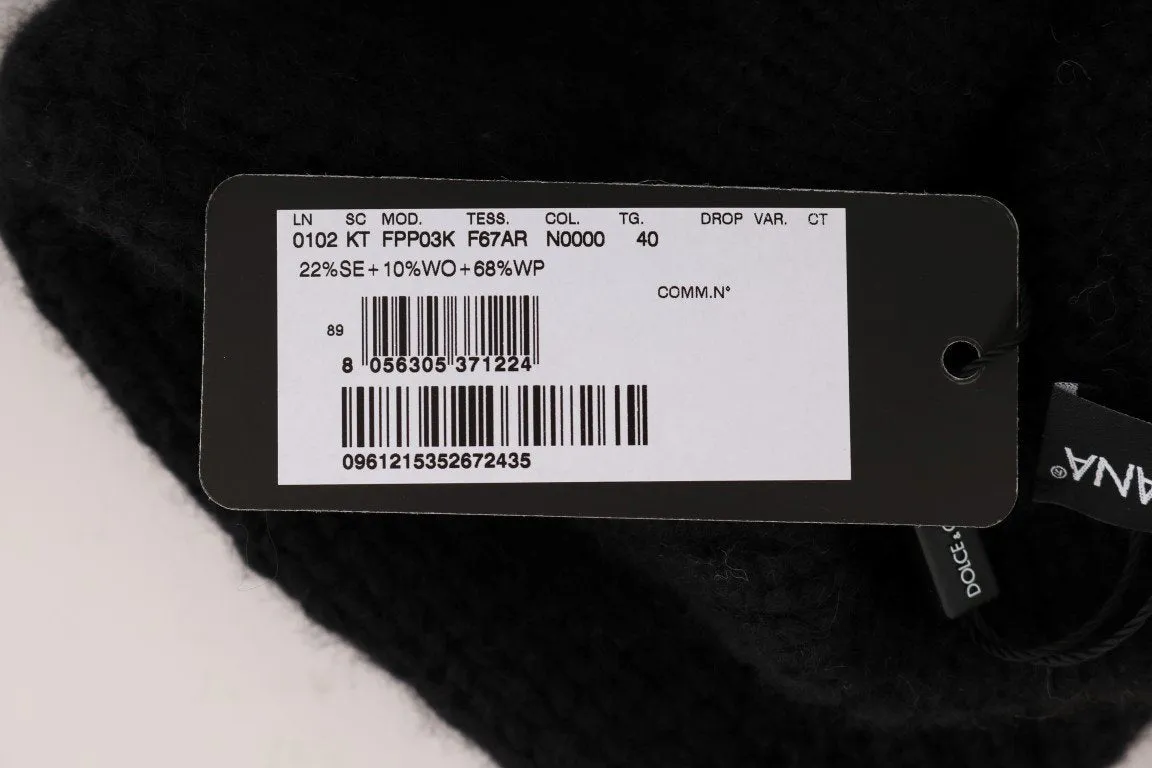 LN SC MOD. TESS. COL. TG. DROP VAR. CT
0102 KT FPP03K F67AR N0000 40
22%SE+10%WO+68%WP
COMM.N°
89
8 056305 371224
0961215352672435
ANA®
DOLCE&